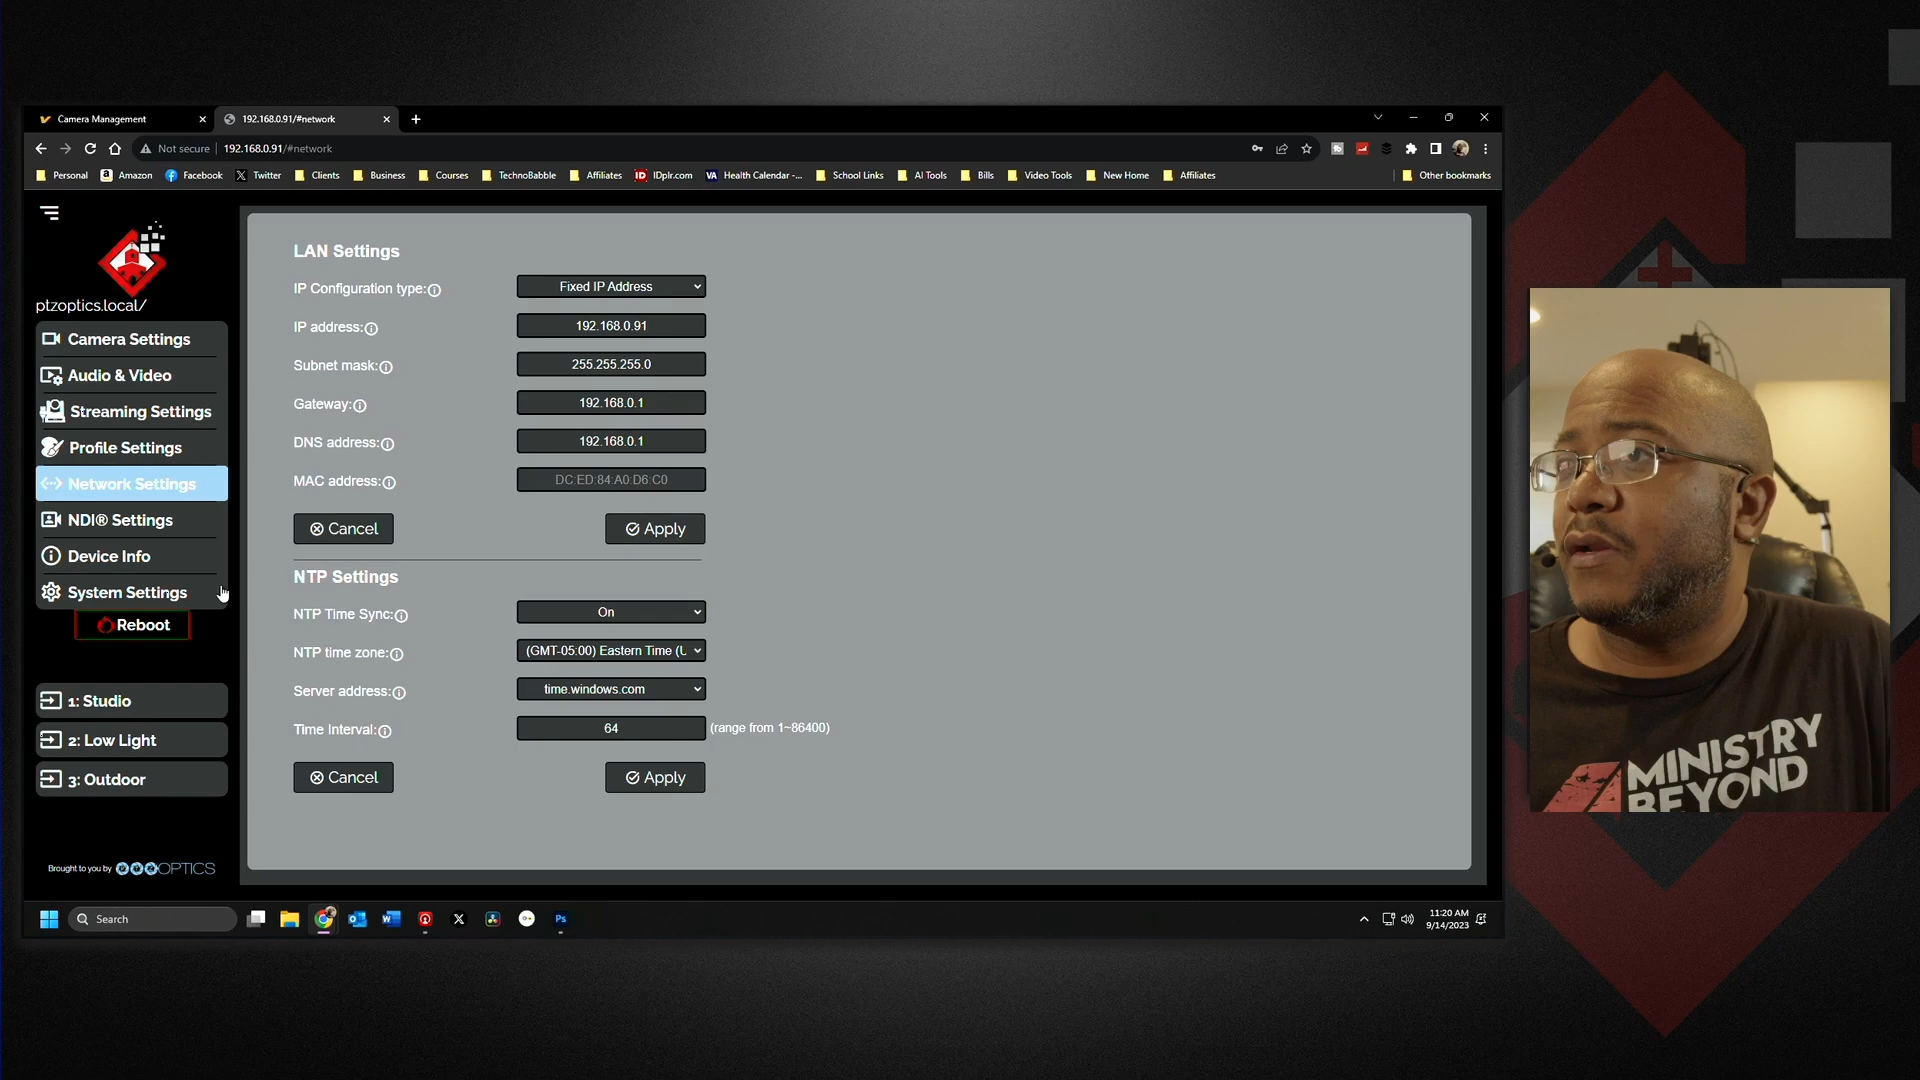 Camera Management
192.168.0.91/#network
Not secure
192.168.0.91/#network
Personal
Amazon
Facebook
Twitter
Clients
Business
Courses
TechnoBabble
Affiliates
ID IDplr.com
VA Health Calendar -...
School Links
AI Tools
Bills
Video Tools
New Home
Affiliates
Other bookmarks
ptzoptics.local/
Camera Settings
Audio & Video
Streaming Settings
Profile Settings
Network Settings
NDI® Settings
Device Info
System Settings
Reboot
1: Studio
2: Low Light
3: Outdoor
Brought to you by OPTICS
LAN Settings
IP Configuration type: Fixed IP Address
IP address: 192.168.0.91
Subnet mask: 255.255.255.0
Gateway: 192.168.0.1
DNS address: 192.168.0.1
MAC address: DC:ED:84:A0:D6:C0
Cancel Apply
NTP Settings
NTP Time Sync: On
NTP time zone: (GMT-05:00) Eastern Time (U
Server address: time.windows.com
Time Interval: 64 (range from 1~86400)
Cancel Apply
MINISTRY
BEYOND
Search
Ps
11:20 AM
9/14/2023